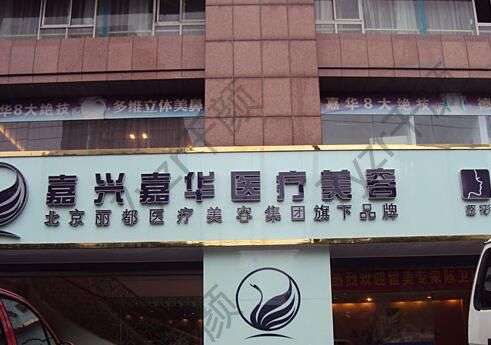 华8大绝技 多维立体美鼻 嘉华8大绝技
嘉兴嘉华医疗美容
北京丽都医疗美容集团旗下品牌